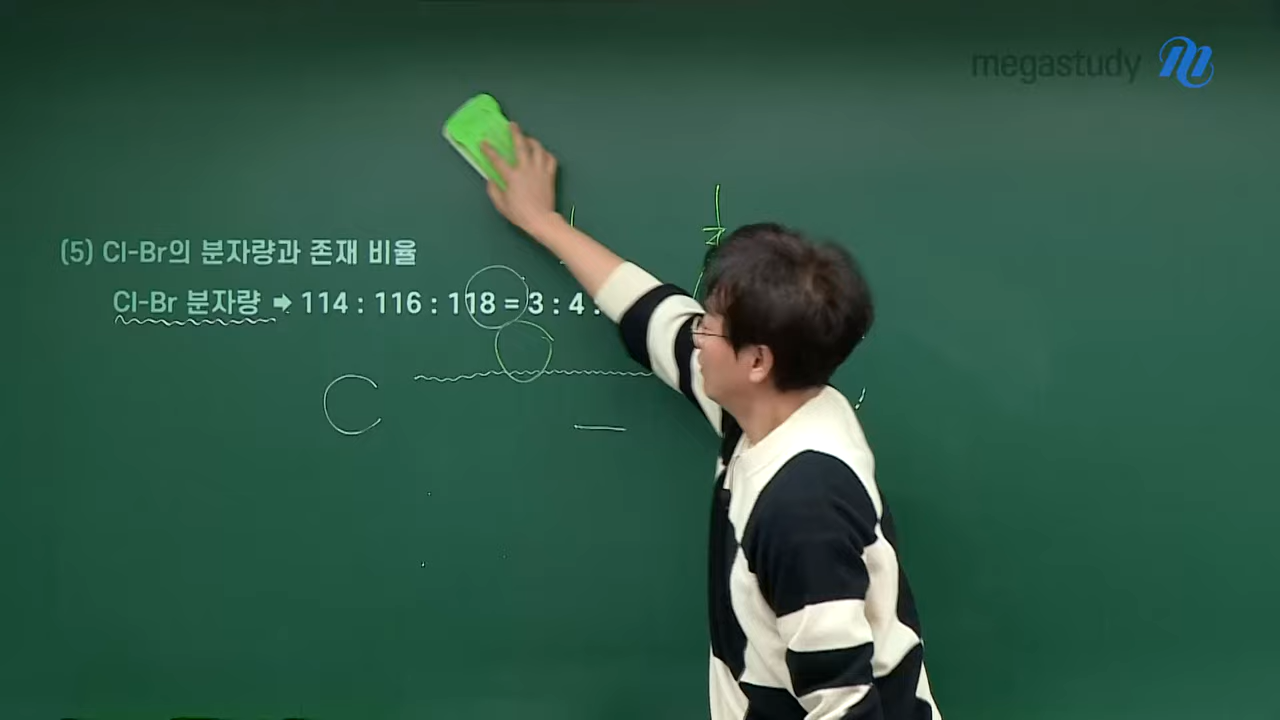 megastudy
(5) Cl-Br의 분자량과 존재 비율
Cl-Br 분자량 ➡ 114 : 116 : 118 = 3 : 4 :